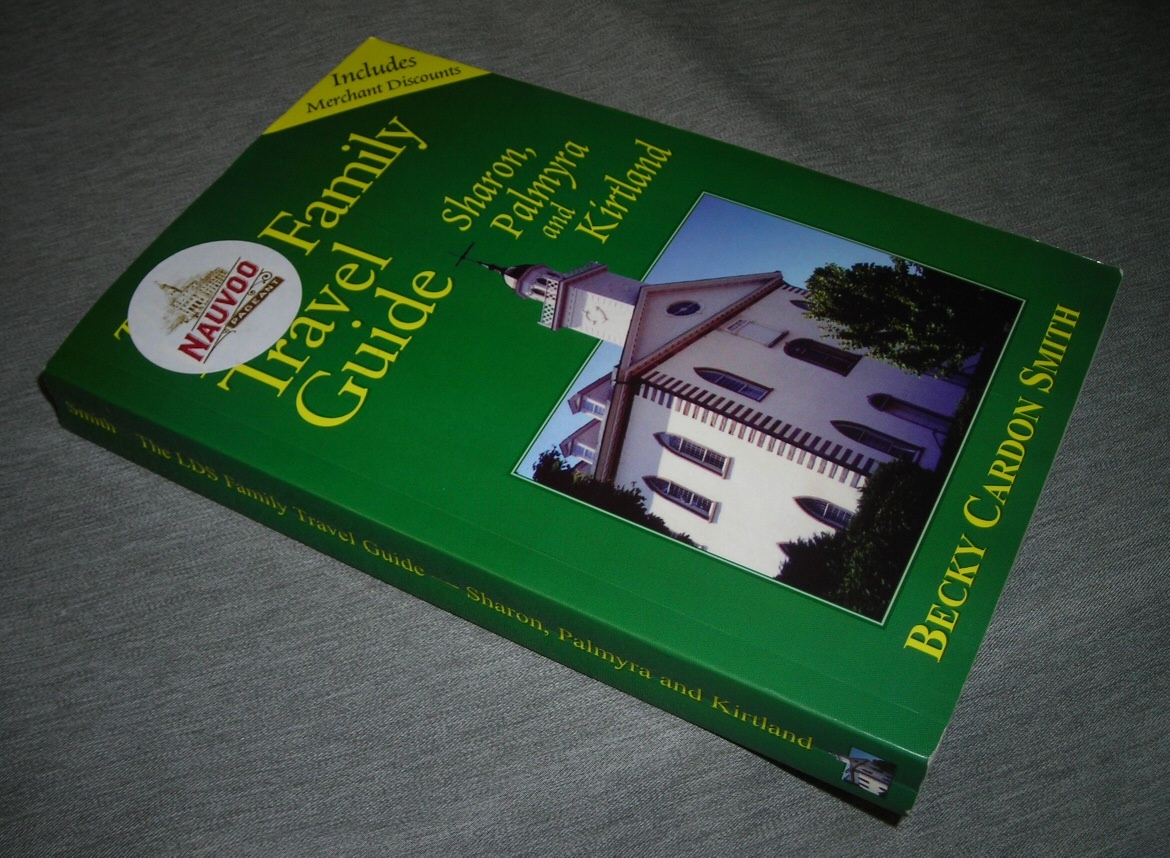 Includes
Merchant Discounts
Family
Travel
Guide
Sharon,
Palmyra
and
Kirtland
NAUVOO
PAGEANT
BECKY CARDON SMITH
Smith The LDS Family Travel Guide — Sharon, Palmyra and Kirtland